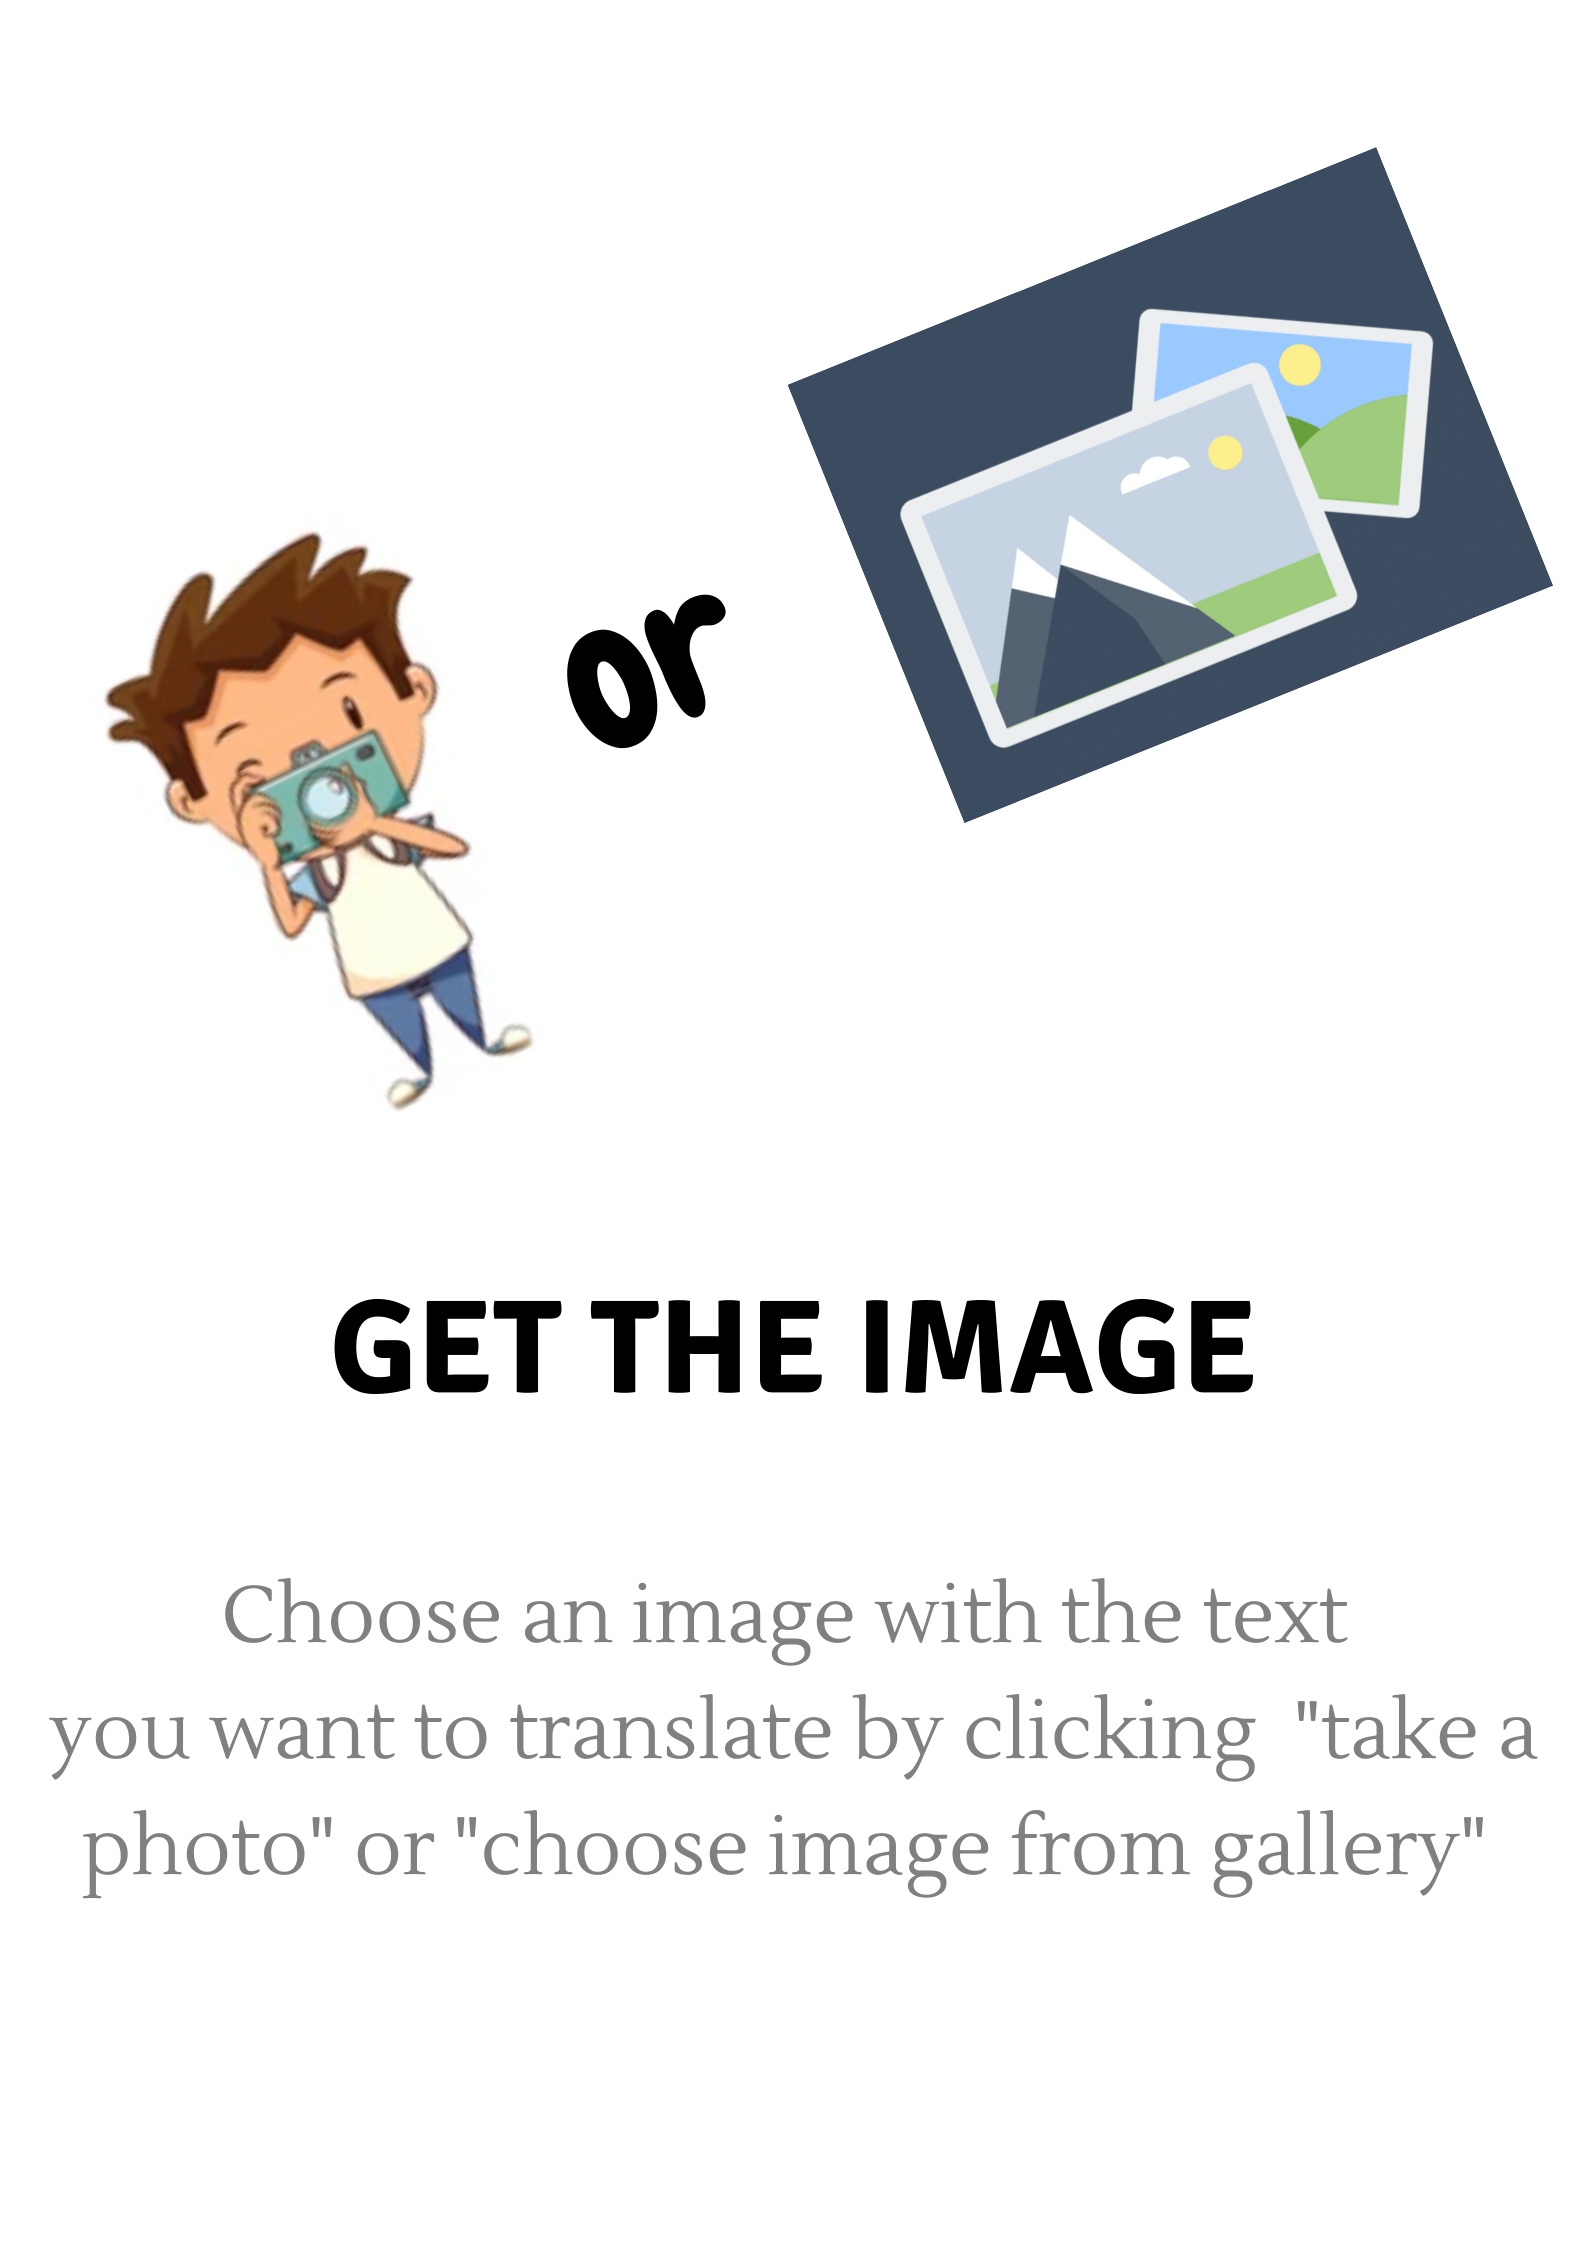 or
GET THE IMAGE
Choose an image with the text
you want to translate by clicking  "take a
photo" or "choose image from gallery"